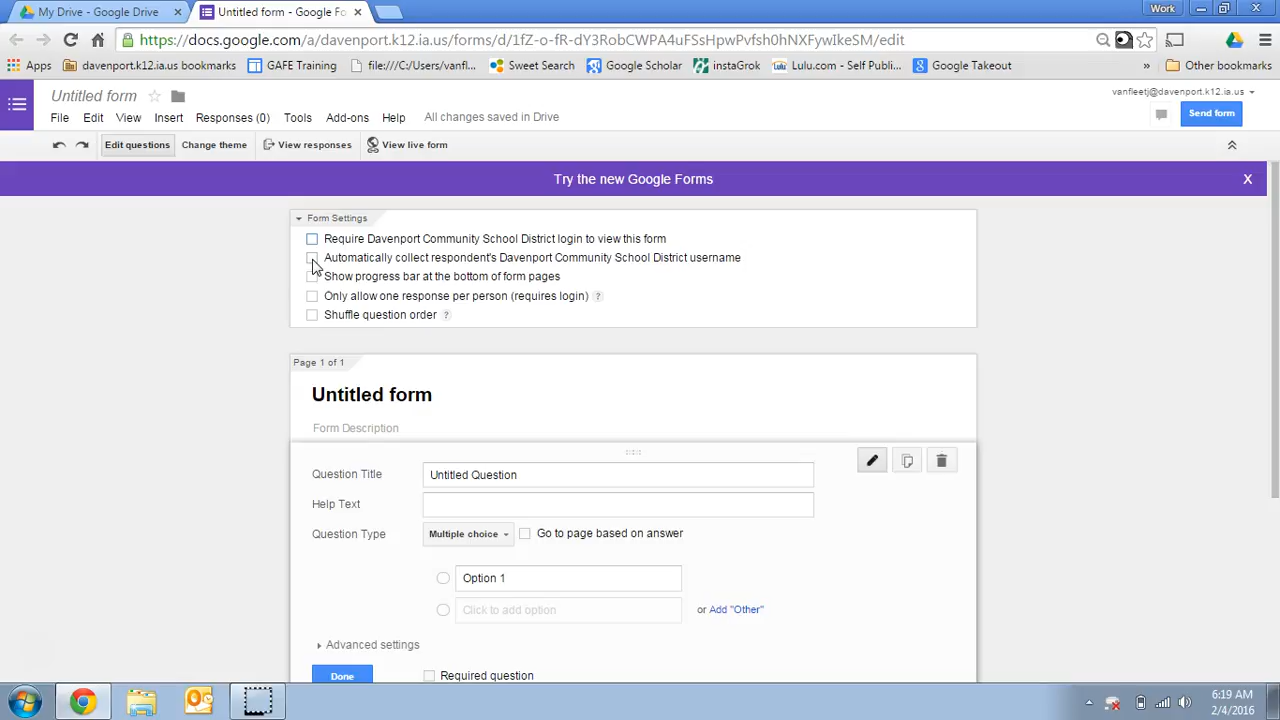 My Drive - Google Drive
Untitled form - Google Fo
Work
https://docs.google.com/a/davenport.k12.ia.us/forms/d/1fZ-o-fR-dY3RobCWPA4uFSsHpwPvfsh0hNXFywIkeSM/edit
Apps
davenport.k12.ia.us bookmarks
GAFE Training
file:///C:/Users/vanfl...
Sweet Search
Google Scholar
instaGrok
Lulu.com - Self Publi...
Google Takeout
»
Other bookmarks
Untitled form
vanfleetj@davenport.k12.ia.us
File Edit View Insert Responses (0) Tools Add-ons Help All changes saved in Drive
Send form
Edit questions Change theme View responses View live form
Try the new Google Forms
X
Form Settings
Require Davenport Community School District login to view this form
Automatically collect respondent's Davenport Community School District username
Show progress bar at the bottom of form pages
Only allow one response per person (requires login) ?
Shuffle question order ?
Page 1 of 1
Untitled form
Form Description
Question Title Untitled Question
Help Text
Question Type Multiple choice Go to page based on answer
Option 1
Click to add option or Add "Other"
Advanced settings
Done Required question
6:19 AM
2/4/2016